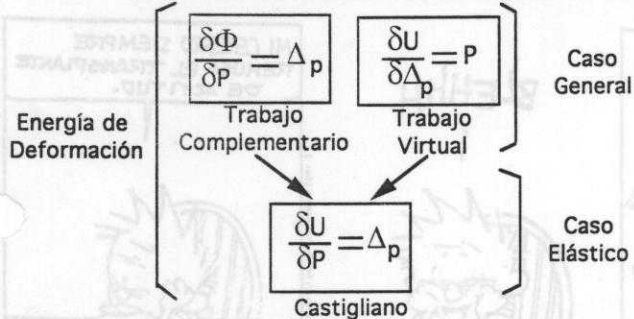 δΦ/δP = Δp
δU/δΔp = P
Caso
General
Energía de
Deformación
Trabajo
Complementario
Trabajo
Virtual
δU/δP = Δp
Caso
Elástico
Castigliano